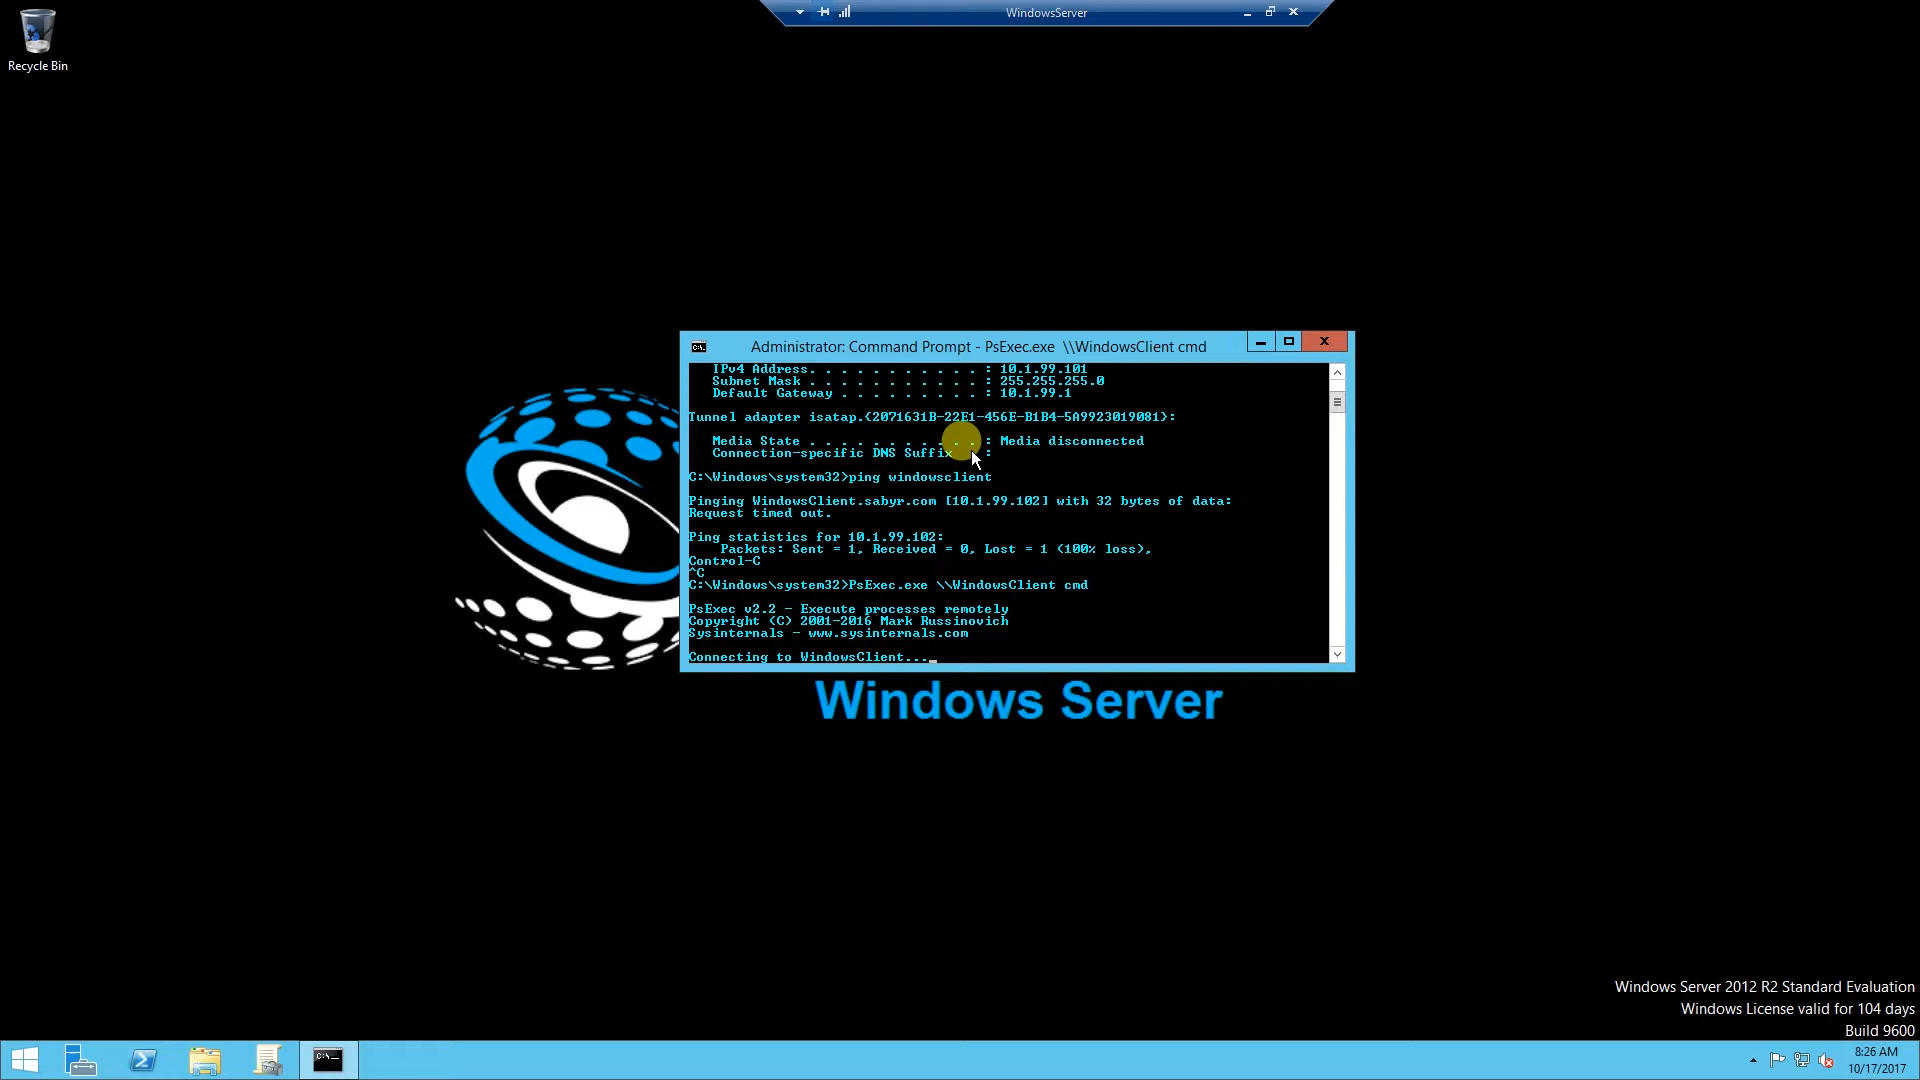 WindowsServer
Recycle Bin
Administrator: Command Prompt - PsExec.exe  \\WindowsClient cmd
IPv4 Address. . . . . . . . . . . : 10.1.99.101
Subnet Mask . . . . . . . . . . . : 255.255.255.0
Default Gateway . . . . . . . . . : 10.1.99.1
Tunnel adapter isatap.{2071631B-22E1-456E-B1B4-5A9923019081}:
Media State . . . . . . . . . . . : Media disconnected
Connection-specific DNS Suffix  . :
C:\Windows\system32>ping windowsclient
Pinging WindowsClient.sabyr.com [10.1.99.102] with 32 bytes of data:
Request timed out.
Ping statistics for 10.1.99.102:
Packets: Sent = 1, Received = 0, Lost = 1 (100% loss),
Control-C
^C
C:\Windows\system32>PsExec.exe \\WindowsClient cmd
PsExec v2.2 - Execute processes remotely
Copyright (C) 2001-2016 Mark Russinovich
Sysinternals - www.sysinternals.com
Connecting to WindowsClient..._
Windows Server
Windows Server 2012 R2 Standard Evaluation
Windows License valid for 104 days
Build 9600
8:26 AM
10/17/2017